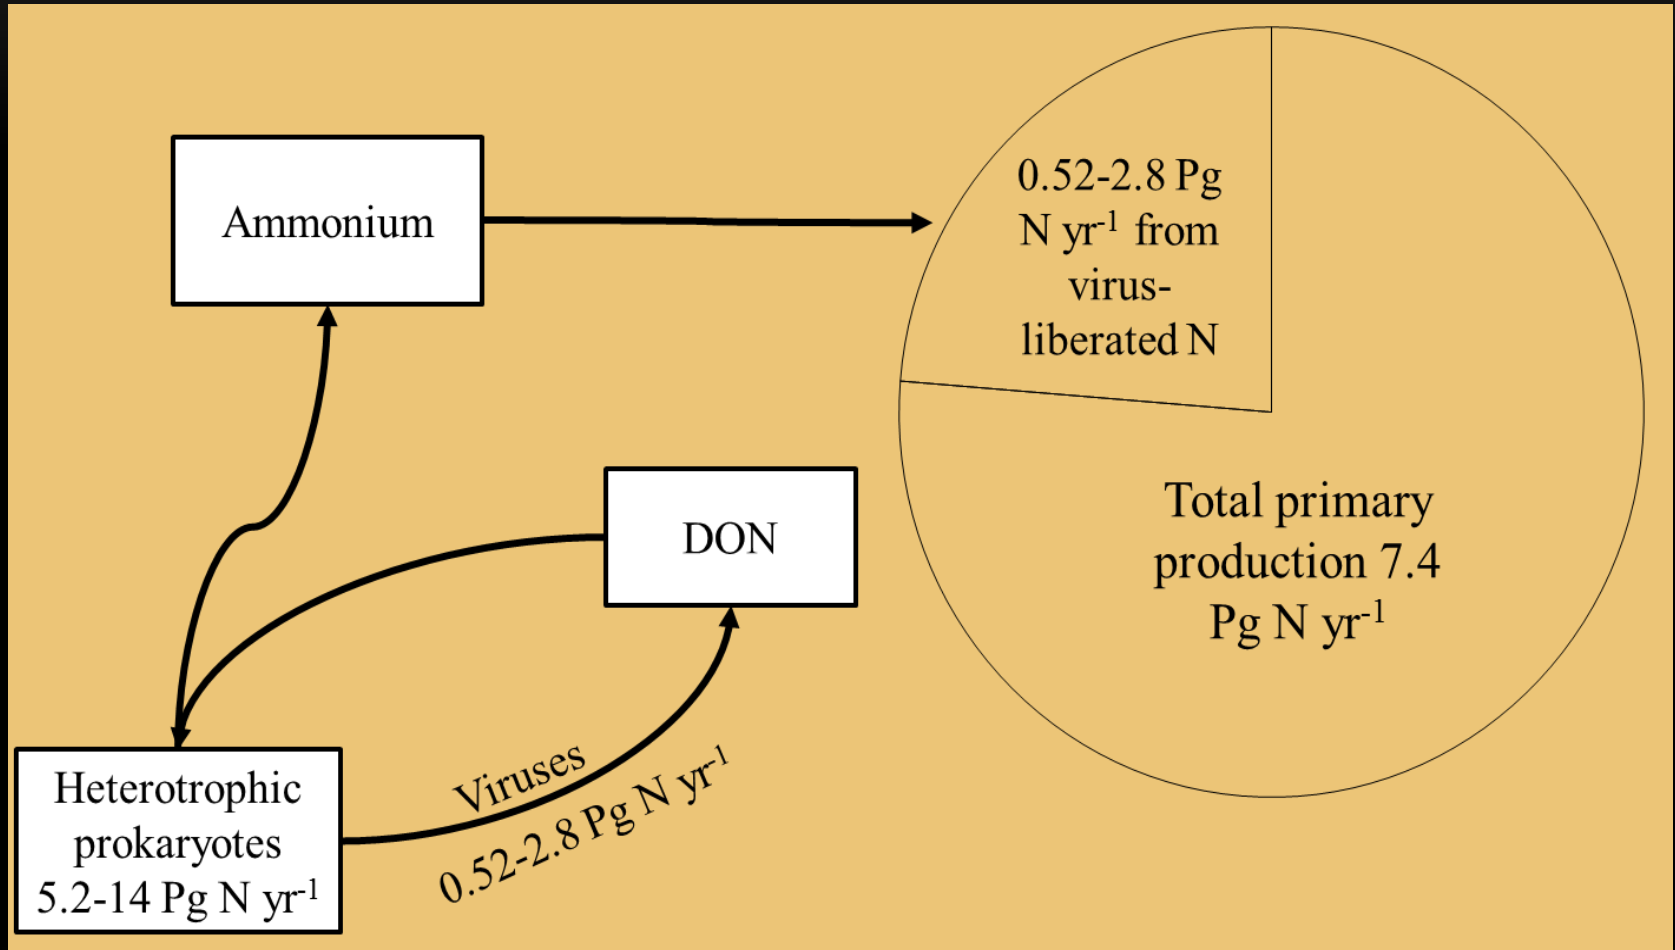 Ammonium
0.52-2.8 Pg
N yr⁻¹ from
virus-
liberated N
DON
Total primary
production 7.4
Pg N yr⁻¹
Heterotrophic
prokaryotes
5.2-14 Pg N yr⁻¹
Viruses
0.52-2.8 Pg N yr⁻¹